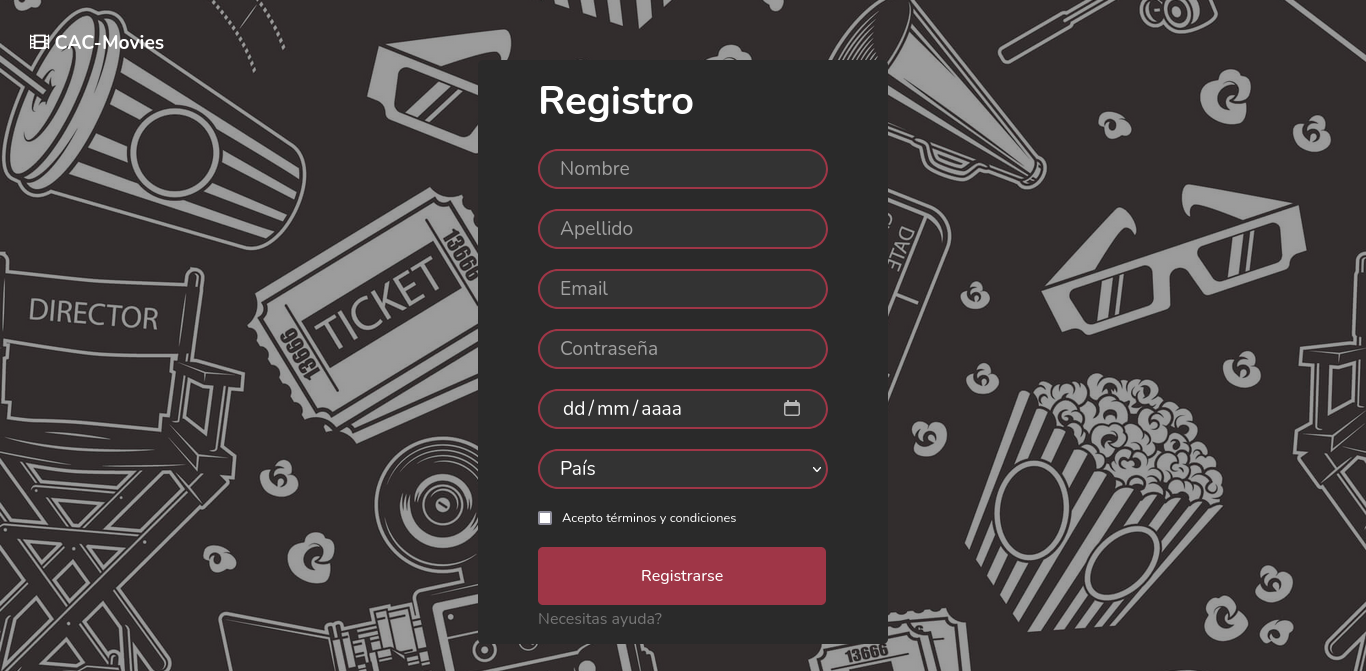 CAC-Movies
Registro
Nombre
Apellido
Email
Contraseña
dd/mm/aaaa
País
Acepto términos y condiciones
Registrarse
Necesitas ayuda?
DIRECTOR
TICKET
13666
13666
DATE
13666